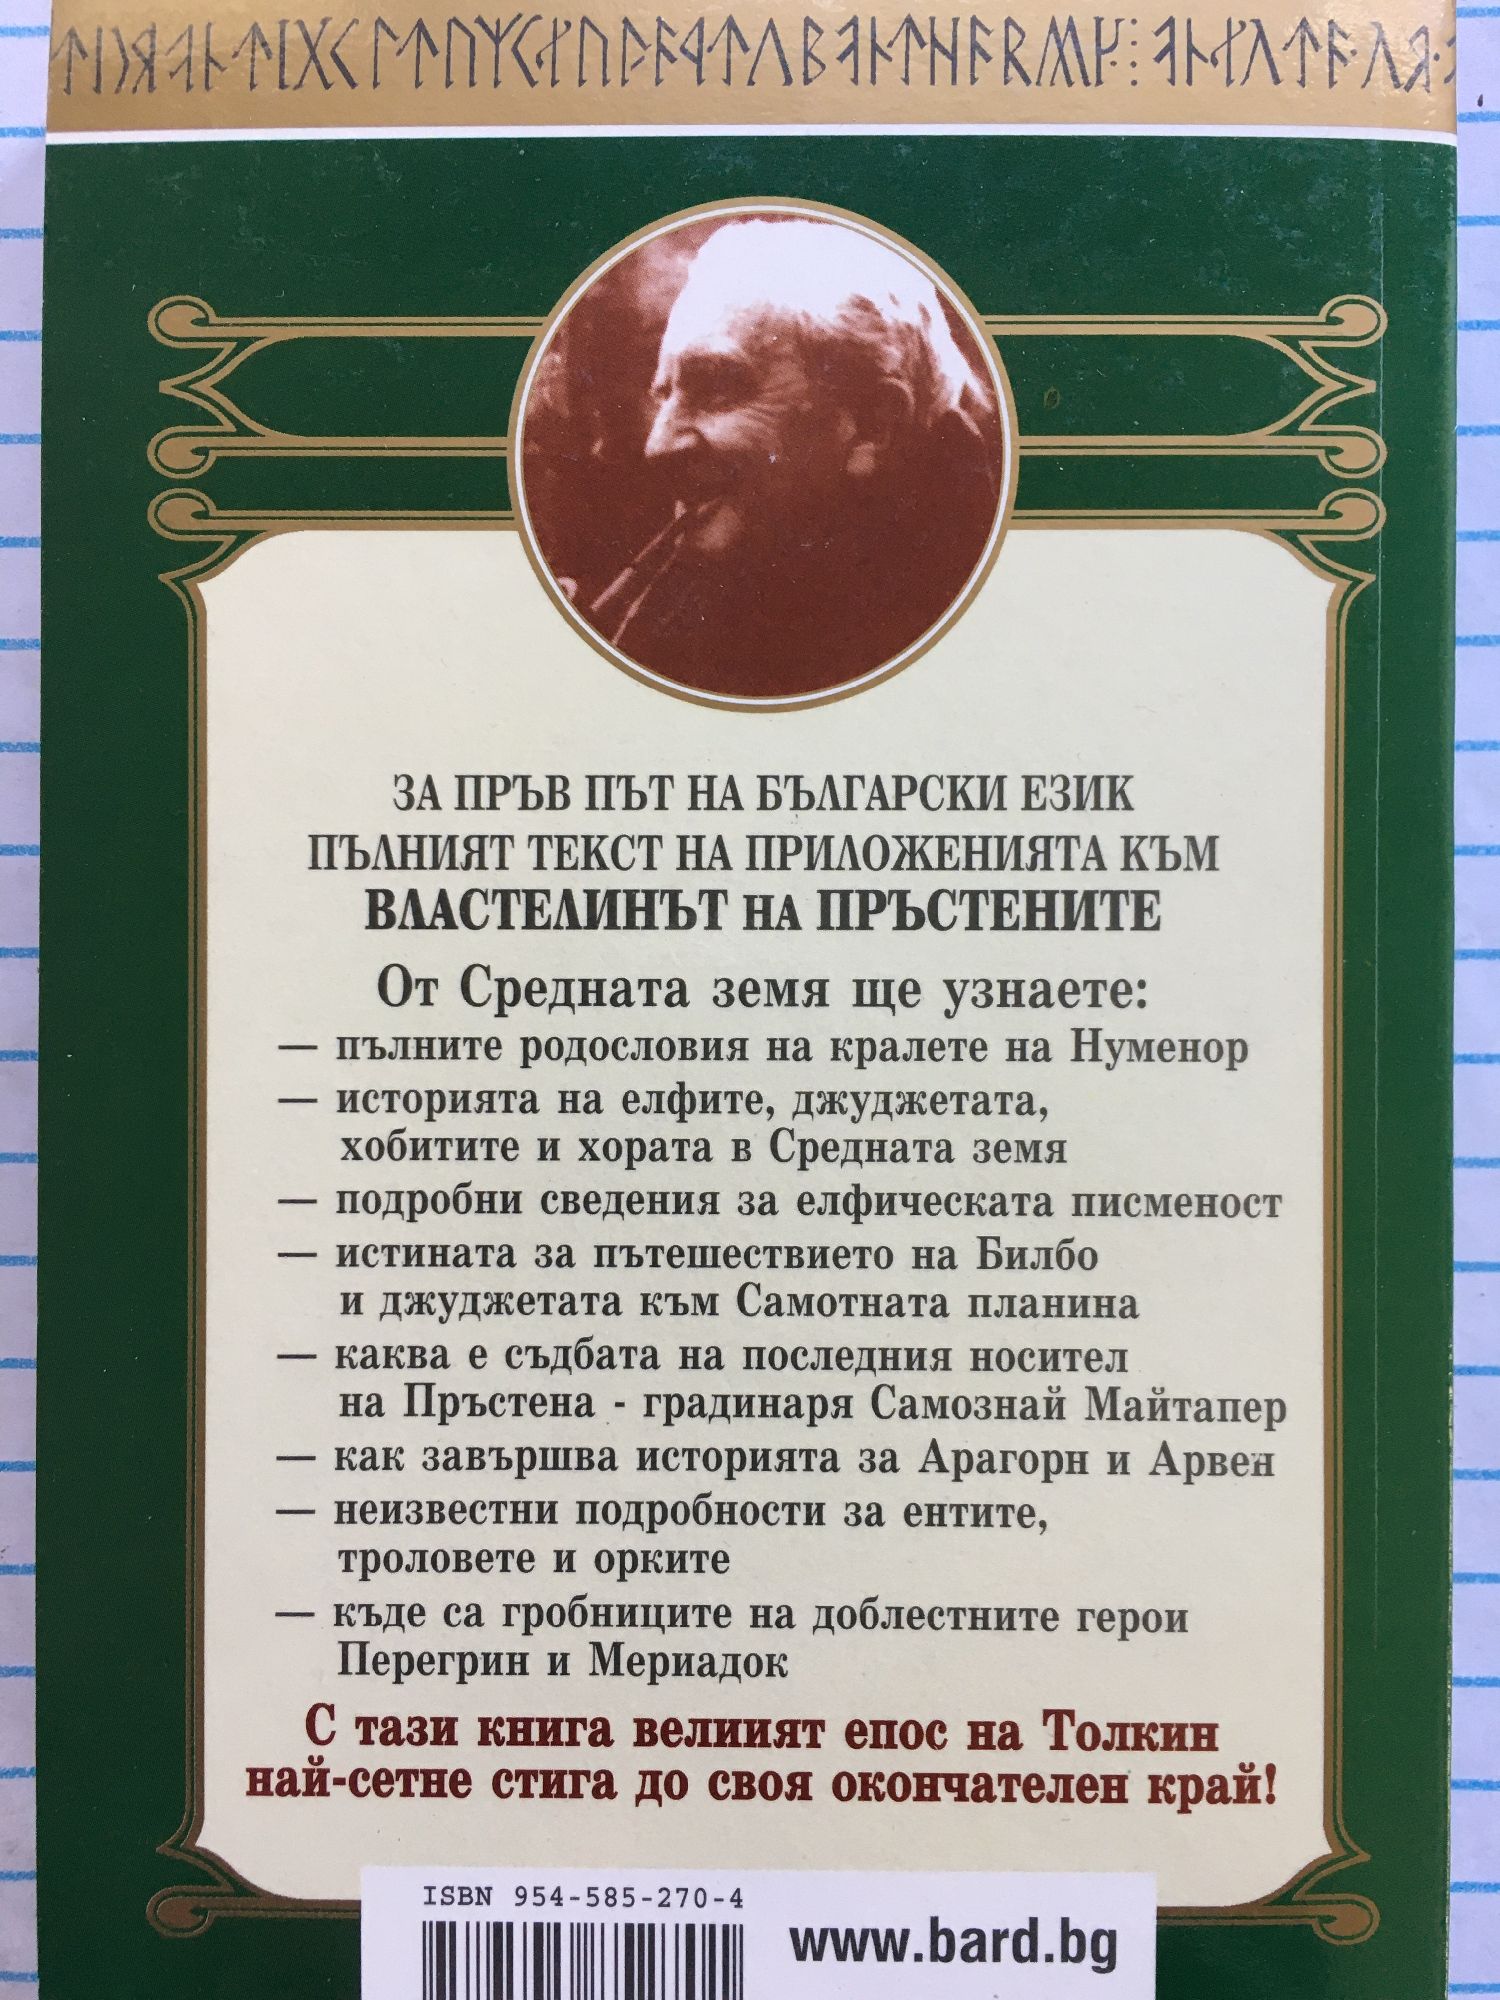 ЗА ПРЪВ ПЪТ НА БЪЛГАРСКИ ЕЗИК
ПЪЛНИЯТ ТЕКСТ НА ПРИЛОЖЕНИЯТА КЪМ
ВЛАСТЕЛИНЪТ НА ПРЪСТЕНИТЕ
От Средната земя ще узнаете:
— пълните родословия на кралете на Нуменор
— историята на елфите, джуджетата,
хобитите и хората в Средната земя
— подробни сведения за елфическата писменост
— истината за пътешествието на Билбо
и джуджетата към Самотната планина
— каква е съдбата на последния носител
на Пръстена - градинаря Самознай Майтапер
— как завършва историята за Арагорн и Арвен
— неизвестни подробности за ентите,
троловете и орките
— къде са гробниците на доблестните герои
Перегрин и Мериадок
С тази книга велиият епос на Толкин
най-сетне стига до своя окончателен край!
ISBN 954-585-270-4
www.bard.bg